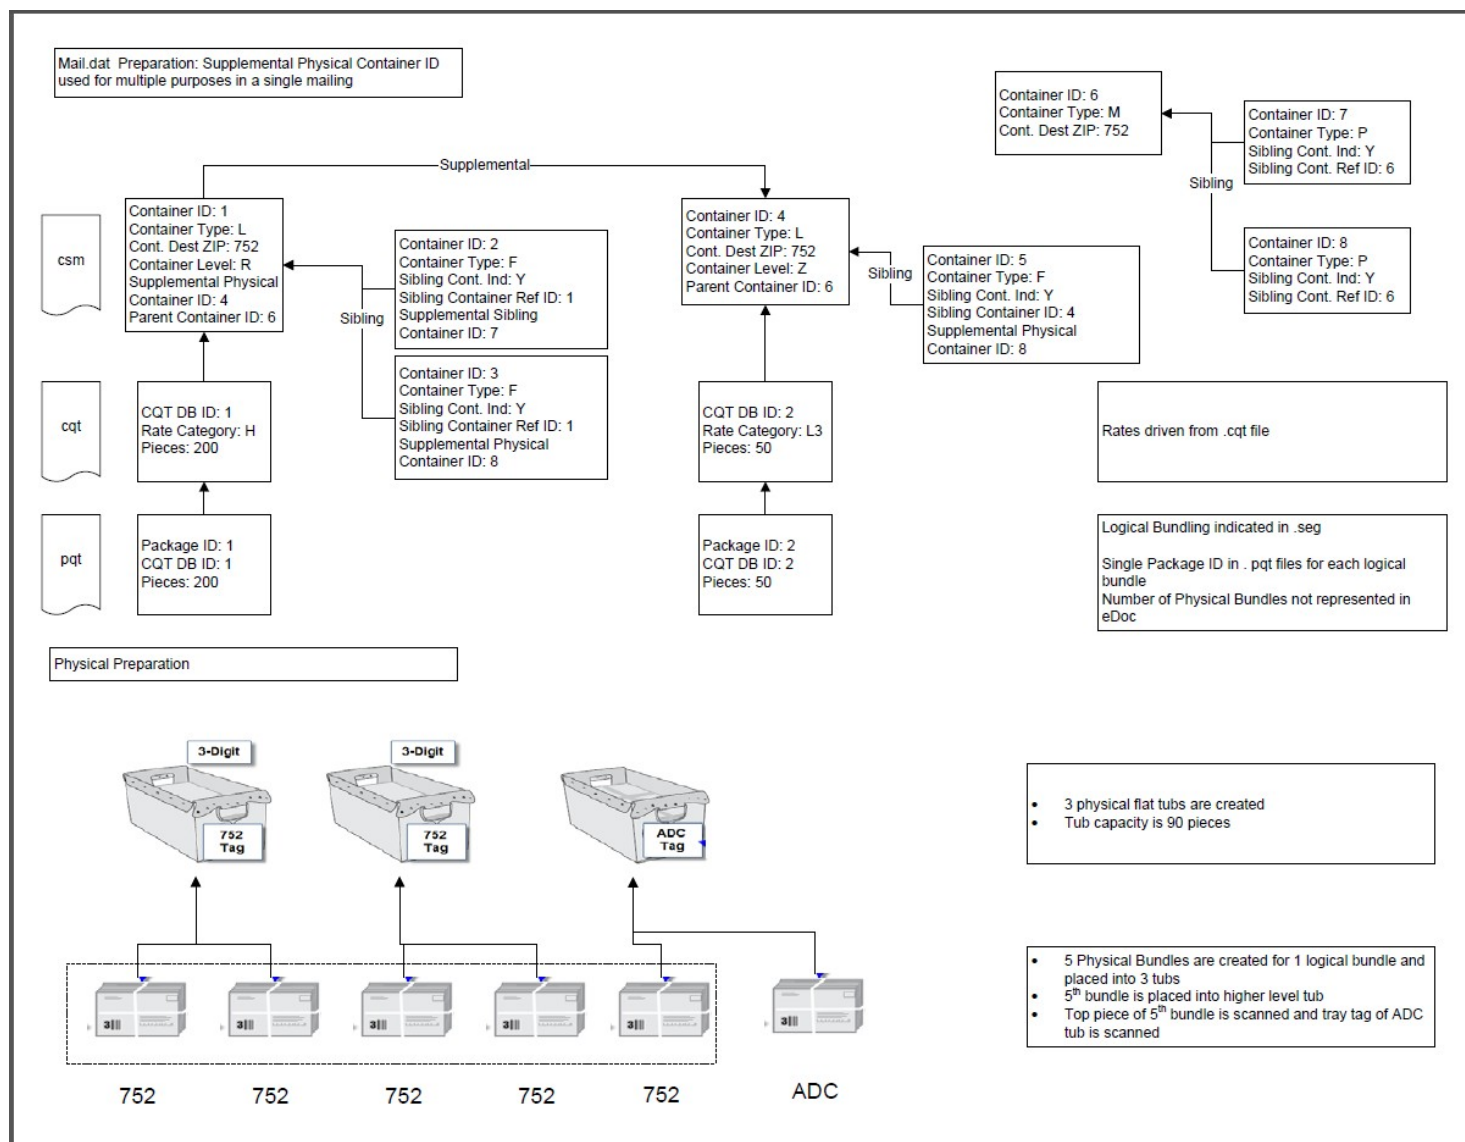 Mail.dat Preparation: Supplemental Physical Container ID
used for multiple purposes in a single mailing
Container ID: 6
Container Type: M
Cont. Dest ZIP: 752
Container ID: 7
Container Type: P
Sibling Cont. Ind: Y
Sibling Cont. Ref ID: 6
Sibling
Container ID: 8
Container Type: P
Sibling Cont. Ind: Y
Sibling Cont. Ref ID: 6
Supplemental
csm
Container ID: 1
Container Type: L
Cont. Dest ZIP: 752
Container Level: R
Supplemental Physical
Container ID: 4
Parent Container ID: 6
Sibling
Container ID: 2
Container Type: F
Sibling Cont. Ind: Y
Sibling Container Ref ID: 1
Supplemental Sibling
Container ID: 7
Container ID: 3
Container Type: F
Sibling Cont. Ind: Y
Sibling Container Ref ID: 1
Supplemental Physical
Container ID: 8
Container ID: 4
Container Type: L
Cont. Dest ZIP: 752
Container Level: Z
Parent Container ID: 6
Sibling
Container ID: 5
Container Type: F
Sibling Cont. Ind: Y
Sibling Container ID: 4
Supplemental Physical
Container ID: 8
cqt
CQT DB ID: 1
Rate Category: H
Pieces: 200
CQT DB ID: 2
Rate Category: L3
Pieces: 50
Rates driven from .cqt file
pqt
Package ID: 1
CQT DB ID: 1
Pieces: 200
Package ID: 2
CQT DB ID: 2
Pieces: 50
Logical Bundling indicated in .seg
Single Package ID in . pqt files for each logical
bundle
Number of Physical Bundles not represented in
eDoc
Physical Preparation
3-Digit
752
Tag
3-Digit
752
Tag
ADC
Tag
• 3 physical flat tubs are created
• Tub capacity is 90 pieces
3
3
3
3
3
3
• 5 Physical Bundles are created for 1 logical bundle and
placed into 3 tubs
• 5th bundle is placed into higher level tub
• Top piece of 5th bundle is scanned and tray tag of ADC
tub is scanned
752
752
752
752
752
ADC